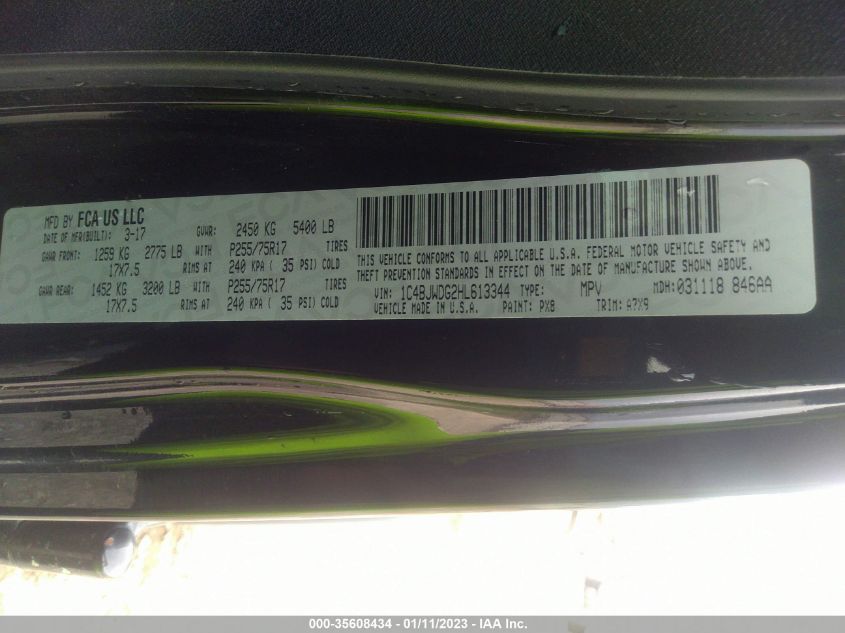 MFD BY FCA US LLC
DATE OF MFR(BUILT): 3-17 GVWR: 2450 KG 5400 LB
GAWR FRONT: 1259 KG 2775 LB WITH P255/75R17 TIRES
17X7.5 RIMS AT 240 KPA ( 35 PSI) COLD
GAWR REAR: 1452 KG 3200 LB WITH P255/75R17 TIRES
17X7.5 RIMS AT 240 KPA ( 35 PSI) COLD
THIS VEHICLE CONFORMS TO ALL APPLICABLE U.S.A. FEDERAL MOTOR VEHICLE SAFETY AND
THEFT PREVENTION STANDARDS IN EFFECT ON THE DATE OF MANUFACTURE SHOWN ABOVE.
VIN: 1C4BJWDG2HL613344 TYPE: MPV MDH:031118 846AA
VEHICLE MADE IN U.S.A. PAINT: PX8 TRIM: A7X9
000-35608434 - 01/11/2023 - IAA Inc.